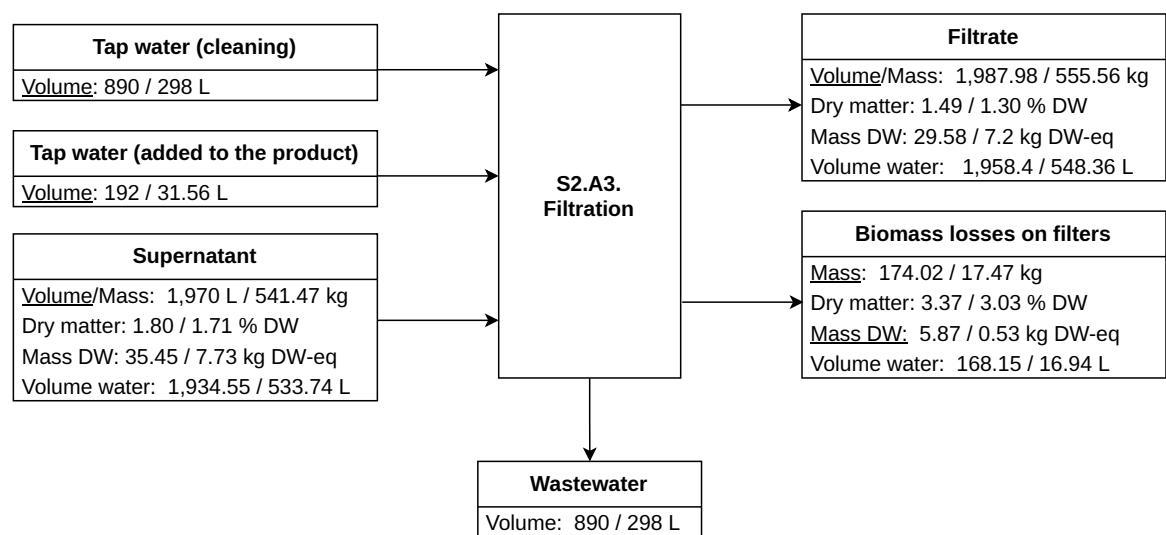 Tap water (cleaning)
Volume: 890 / 298 L
Tap water (added to the product)
Volume: 192 / 31.56 L
Supernatant
Volume/Mass: 1,970 L / 541.47 kg
Dry matter: 1.80 / 1.71 % DW
Mass DW: 35.45 / 7.73 kg DW-eq
Volume water: 1,934.55 / 533.74 L
S2.A3.
Filtration
Filtrate
Volume/Mass: 1,987.98 / 555.56 kg
Dry matter: 1.49 / 1.30 % DW
Mass DW: 29.58 / 7.2 kg DW-eq
Volume water: 1,958.4 / 548.36 L
Biomass losses on filters
Mass: 174.02 / 17.47 kg
Dry matter: 3.37 / 3.03 % DW
Mass DW: 5.87 / 0.53 kg DW-eq
Volume water: 168.15 / 16.94 L
Wastewater
Volume: 890 / 298 L